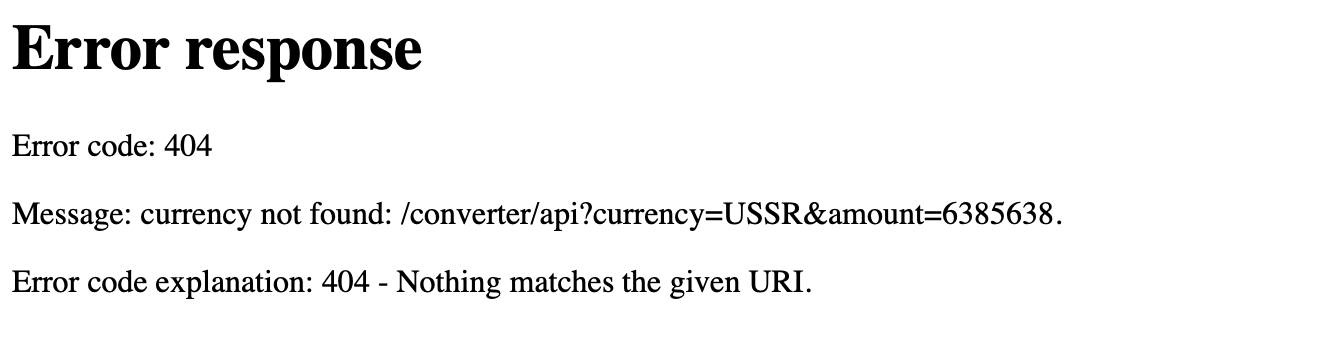 Error response
Error code: 404
Message: currency not found: /converter/api?currency=USSR&amount=6385638.
Error code explanation: 404 - Nothing matches the given URI.